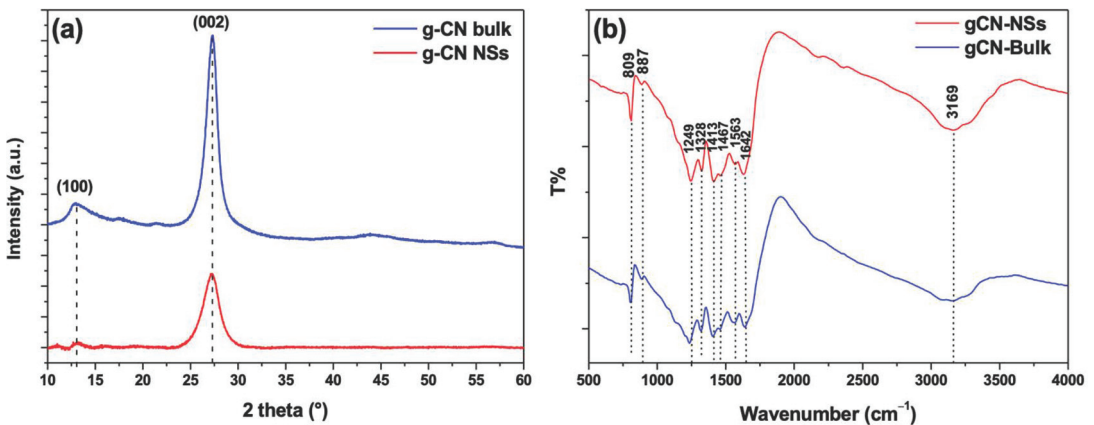 (a)
(002)
g-CN bulk
g-CN NSs
(100)
Intensity (a.u.)
10 15 20 25 30 35 40 45 50 55 60
2 theta (°)
(b)
gCN-NSs
gCN-Bulk
809
887
1249
1328
1413
1467
1563
1642
3169
T%
500 1000 1500 2000 2500 3000 3500 4000
Wavenumber (cm⁻¹)